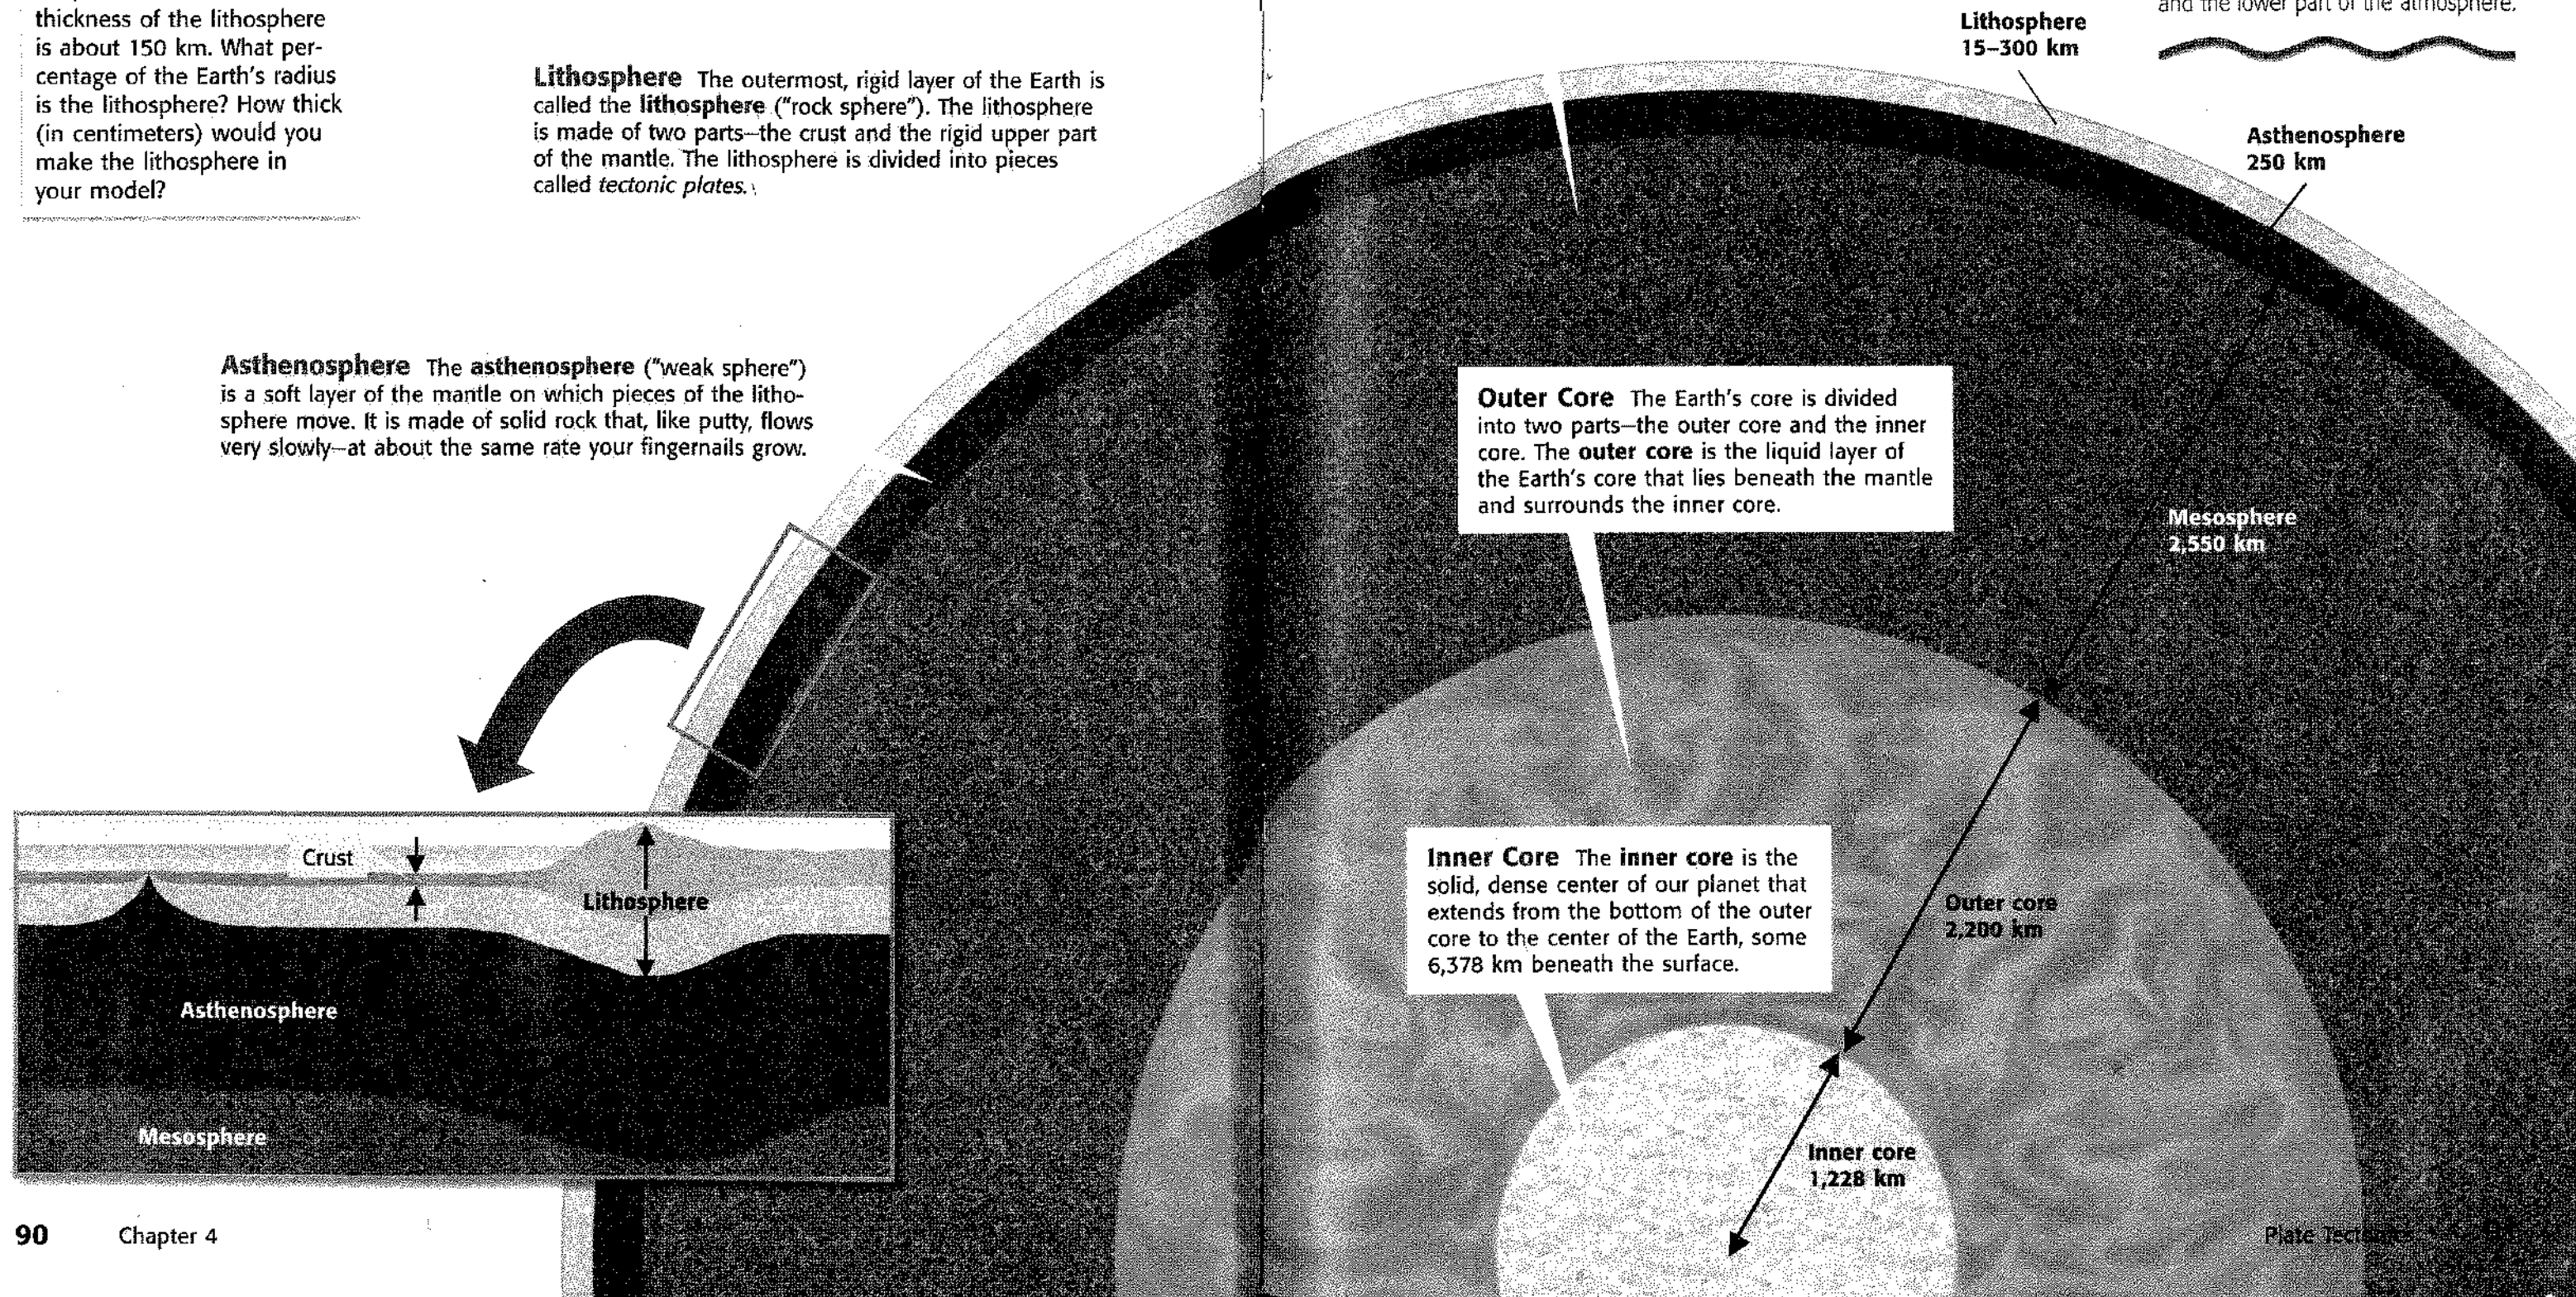 thickness of the lithosphere
is about 150 km. What per-
centage of the Earth's radius
is the lithosphere? How thick
(in centimeters) would you
make the lithosphere in
your model?
Lithosphere The outermost, rigid layer of the Earth is
called the lithosphere ("rock sphere"). The lithosphere
is made of two parts—the crust and the rigid upper part
of the mantle. The lithosphere is divided into pieces
called tectonic plates.
Asthenosphere The asthenosphere ("weak sphere")
is a soft layer of the mantle on which pieces of the litho-
sphere move. It is made of solid rock that, like putty, flows
very slowly—at about the same rate your fingernails grow.
Crust
Lithosphere
Asthenosphere
Mesosphere
90 Chapter 4
and the lower part of the atmosphere.
Lithosphere
15–300 km
Asthenosphere
250 km
Outer Core The Earth's core is divided
into two parts—the outer core and the inner
core. The outer core is the liquid layer of
the Earth's core that lies beneath the mantle
and surrounds the inner core.
Mesosphere
2,550 km
Inner Core The inner core is the
solid, dense center of our planet that
extends from the bottom of the outer
core to the center of the Earth, some
6,378 km beneath the surface.
Outer core
2,200 km
Inner core
1,228 km
Plate